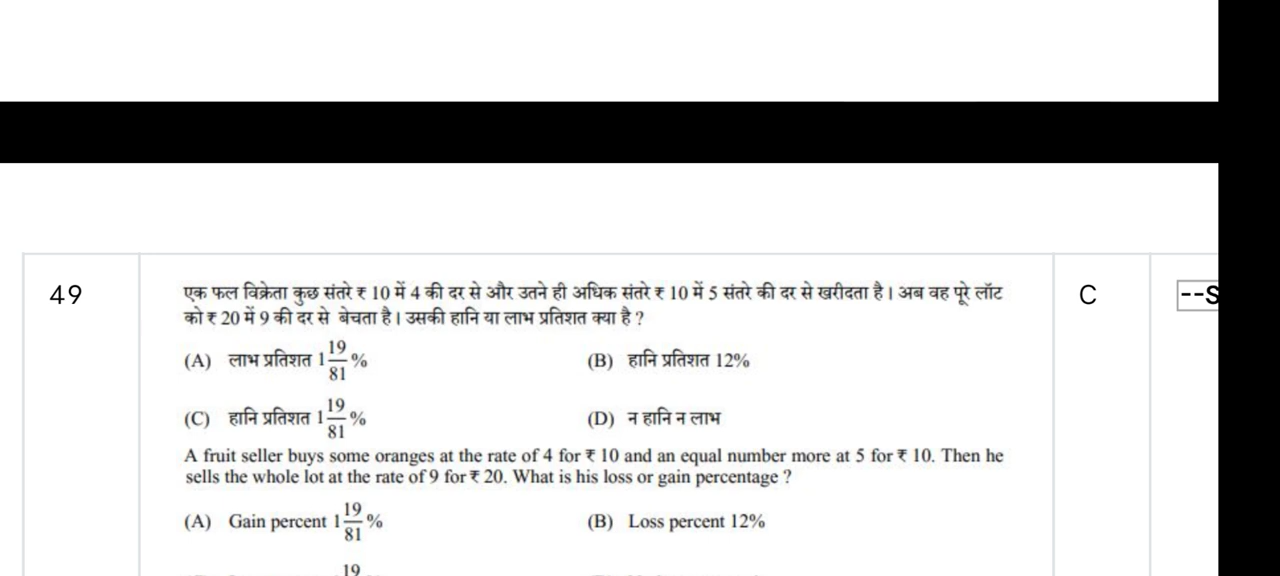 49
एक फल विक्रेता कुछ संतरे ₹ 10 में 4 की दर से और उतने ही अधिक संतरे ₹ 10 में 5 संतरे की दर से खरीदता है। अब वह पूरे लॉट
C
--S
को ₹ 20 में 9 की दर से बेचता है। उसकी हानि या लाभ प्रतिशत क्या है ?
(A) लाभ प्रतिशत 1 19/81 %
(B) हानि प्रतिशत 12%
(C) हानि प्रतिशत 1 19/81 %
(D) न हानि न लाभ
A fruit seller buys some oranges at the rate of 4 for ₹ 10 and an equal number more at 5 for ₹ 10. Then he
sells the whole lot at the rate of 9 for ₹ 20. What is his loss or gain percentage ?
(A) Gain percent 1 19/81 %
(B) Loss percent 12%
19